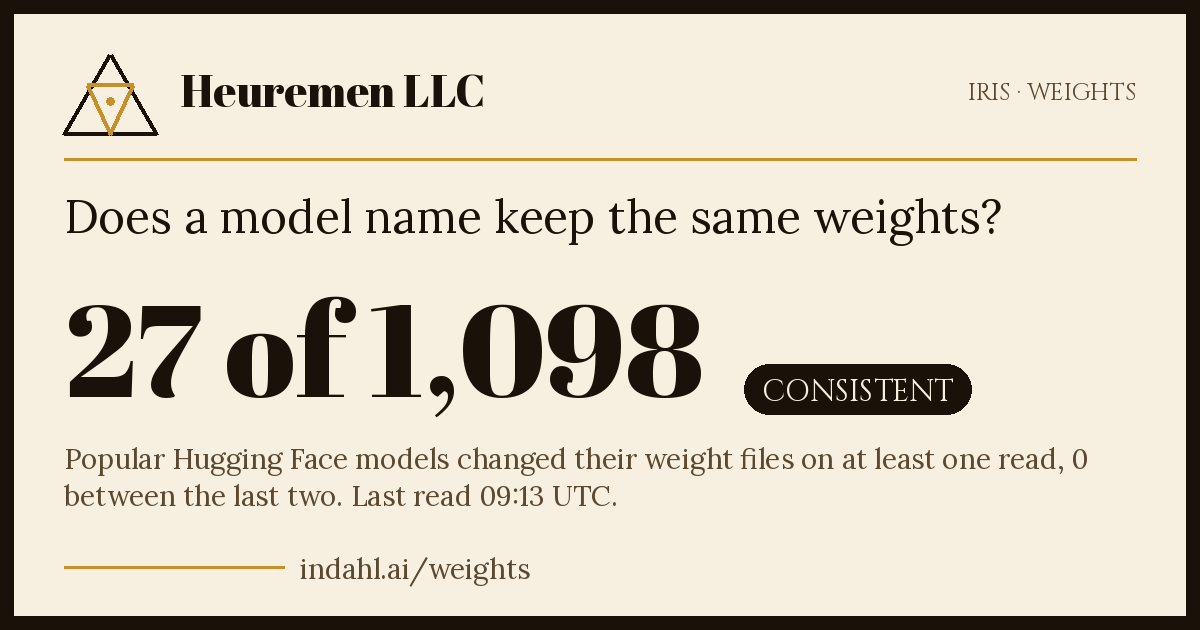 Heuremen LLC
IRIS · WEIGHTS
Does a model name keep the same weights?
27 of 1,098
CONSISTENT
Popular Hugging Face models changed their weight files on at least one read, 0
between the last two. Last read 09:13 UTC.
indahl.ai/weights